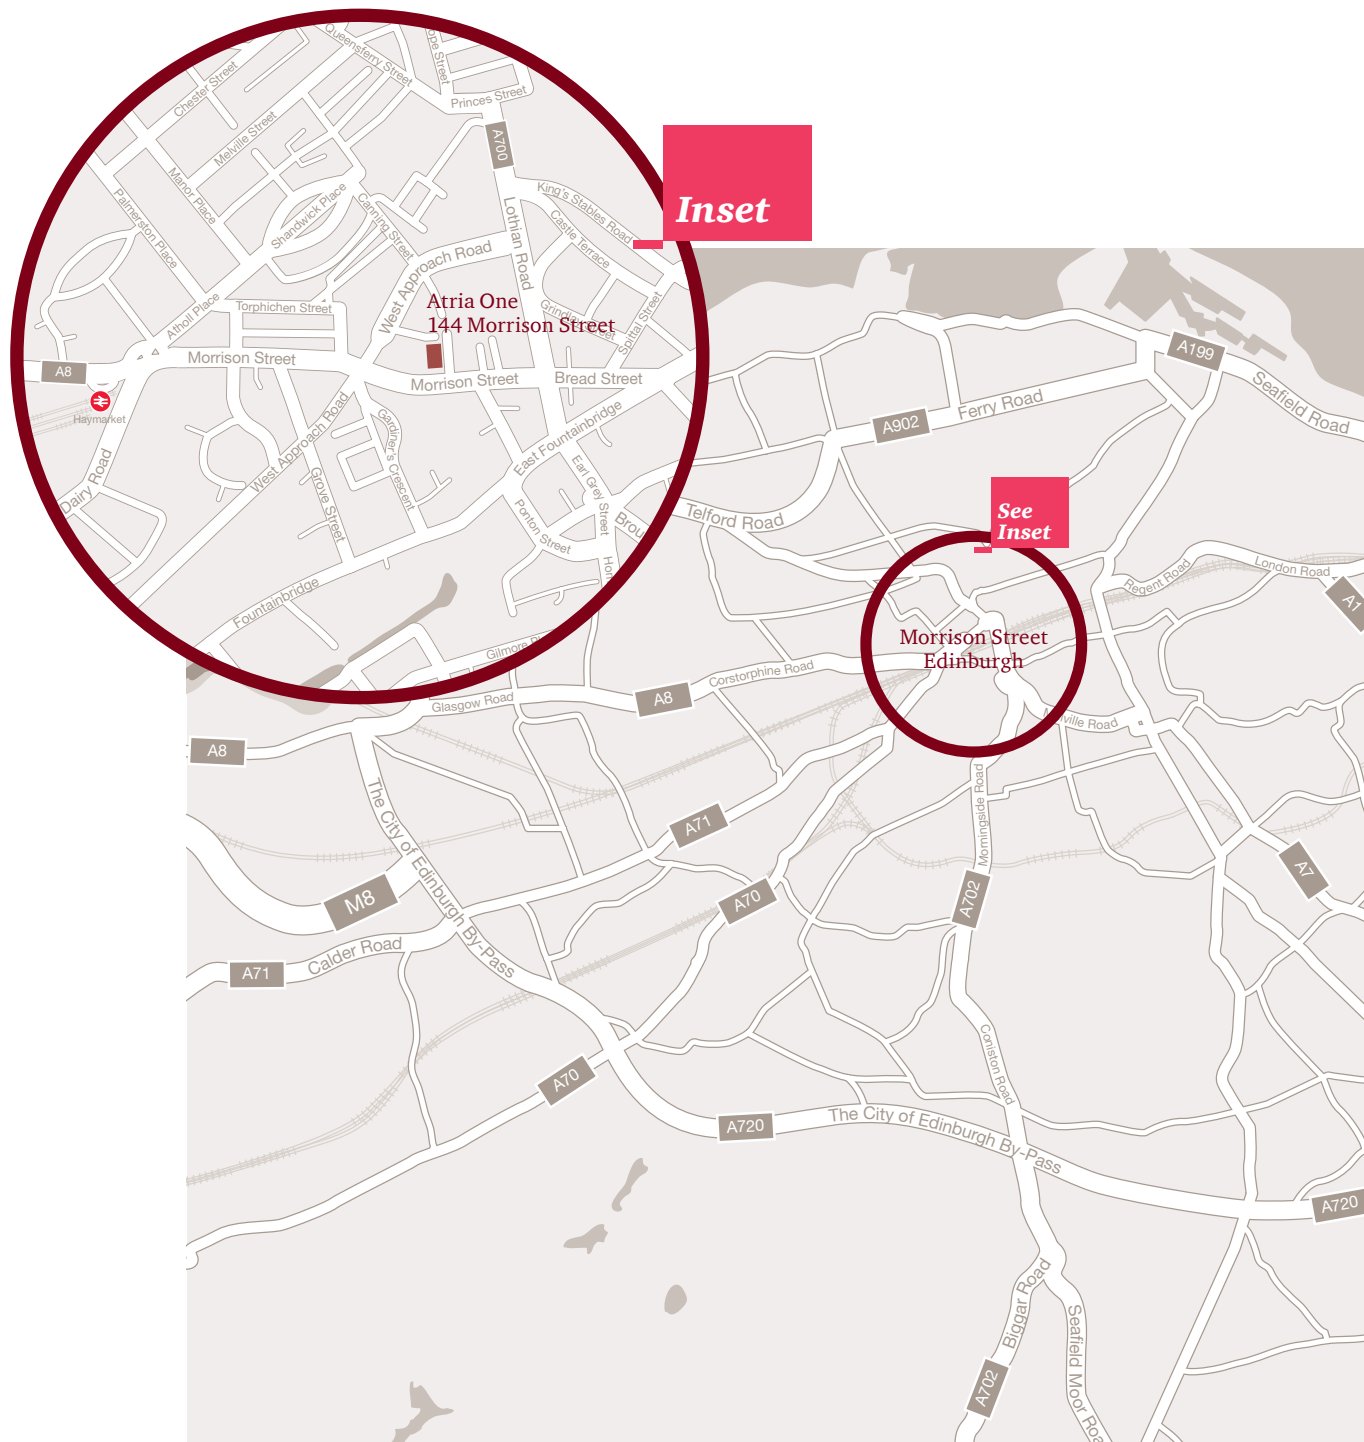 Queensferry Street
Chester Street
Princes Street
Melville Street
A700
Manor Place
Palmerston Place
Shandwick Place
Canning Street
King's Stables Road
Castle Terrace
Lothian Road
West Approach Road
Inset
Atria One
144 Morrison Street
Torphichen Street
Atholl Place
Grindlay Street
Spittal Street
Morrison Street
A8
Haymarket
Morrison Street
Bread Street
West Approach Road
Gardiner's Crescent
Grove Street
Dalry Road
East Fountainbridge
Earl Grey Street
Ponton Street
Fountainbridge
A199
Seafield Road
A902
Ferry Road
Telford Road
See
Inset
Regent Road
London Road
A1
Morrison Street
Edinburgh
Corstorphine Road
A8
Glasgow Road
A8
The City of Edinburgh By-Pass
A71
Morningside Road
A7
M8
A70
A702
Calder Road
A71
A70
Coniston Road
A720
The City of Edinburgh By-Pass
A720
Biggar Road
Seafield Moor
A702